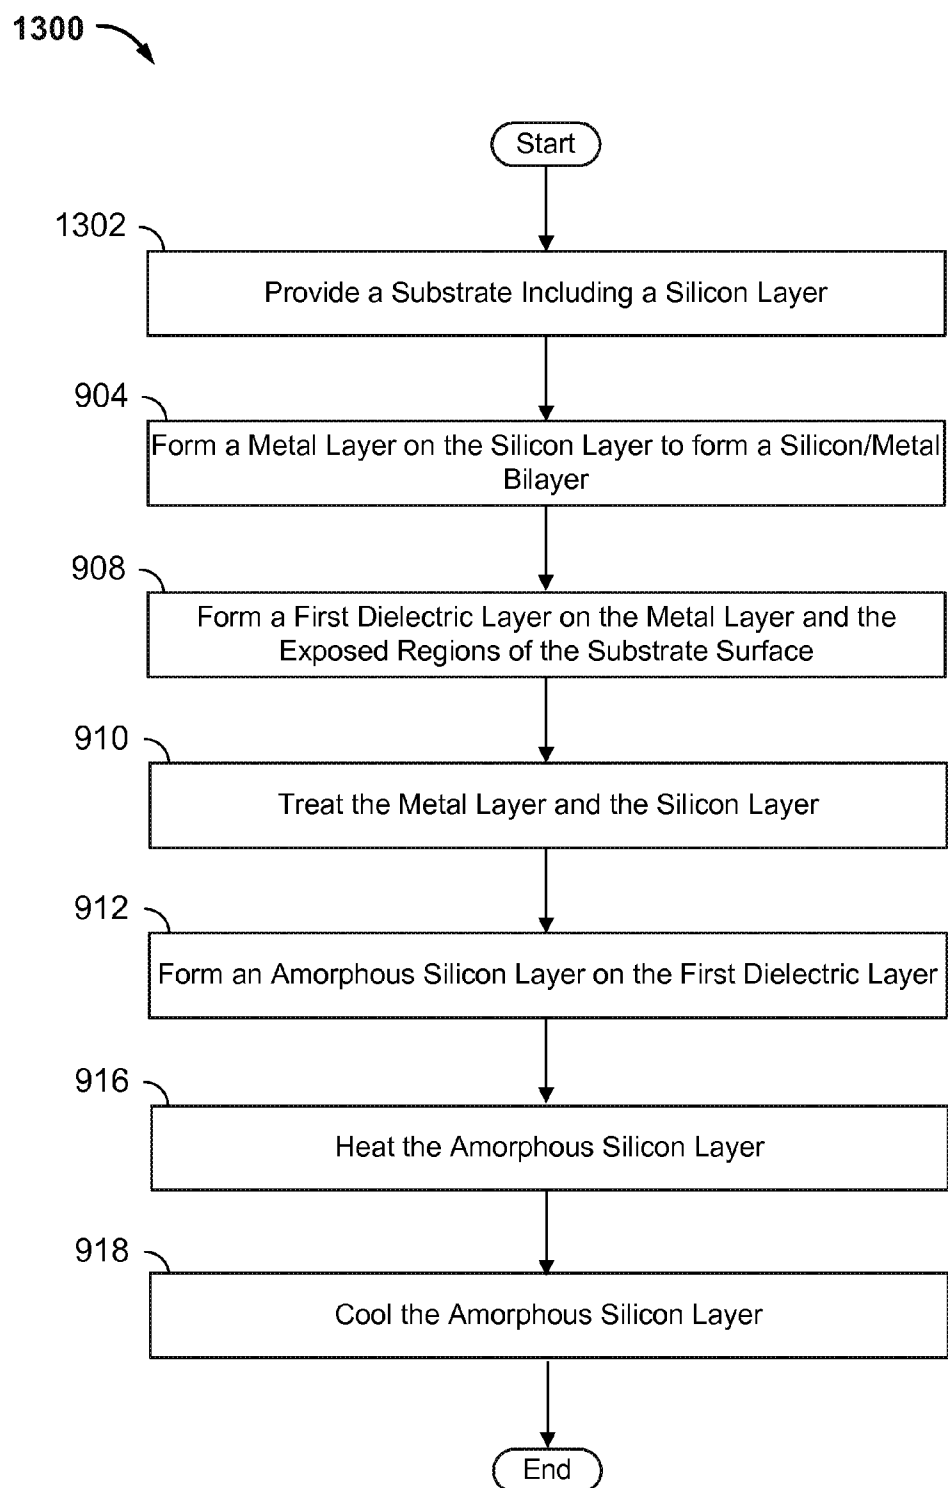 1300
Start
1302
Provide a Substrate Including a Silicon Layer
904
Form a Metal Layer on the Silicon Layer to form a Silicon/Metal
Bilayer
908
Form a First Dielectric Layer on the Metal Layer and the
Exposed Regions of the Substrate Surface
910
Treat the Metal Layer and the Silicon Layer
912
Form an Amorphous Silicon Layer on the First Dielectric Layer
916
Heat the Amorphous Silicon Layer
918
Cool the Amorphous Silicon Layer
End